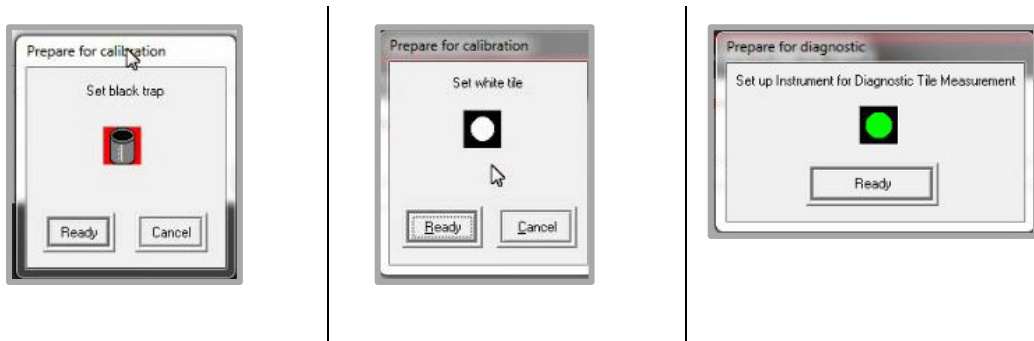 Prepare for calibration
Set black trap
Ready Cancel
Prepare for calibration
Set white tile
Ready Cancel
Prepare for diagnostic
Set up Instrument for Diagnostic Tile Measurement
Ready